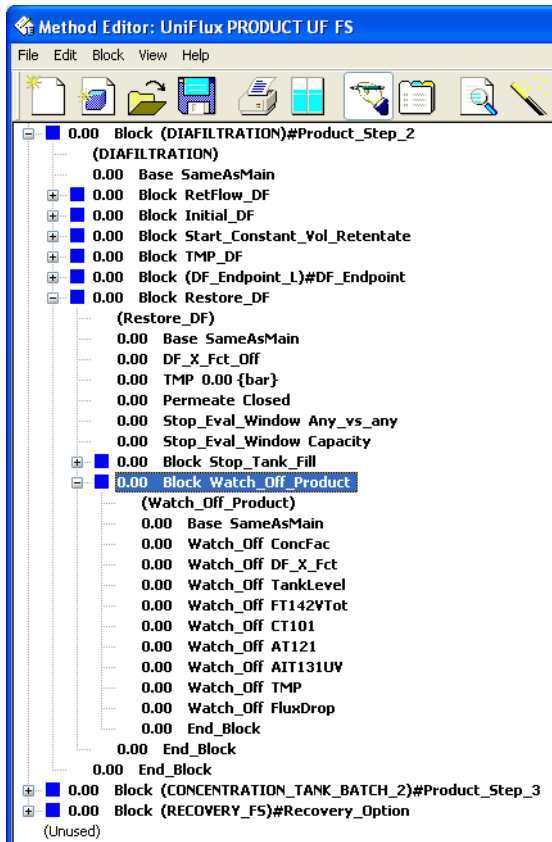 Method Editor: UniFlux PRODUCT UF FS
File Edit Block View Help
0.00 Block (DIAFILTRATION)#Product_Step_2
(DIAFILTRATION)
0.00 Base SameAsMain
0.00 Block RetFlow_DF
0.00 Block Initial_DF
0.00 Block Start_Constant_Vol_Retentate
0.00 Block TMP_DF
0.00 Block (DF_Endpoint_L)#DF_Endpoint
0.00 Block Restore_DF
(Restore_DF)
0.00 Base SameAsMain
0.00 DF_X_Fct_Off
0.00 TMP 0.00 {bar}
0.00 Permeate Closed
0.00 Stop_Eval_Window Any_vs_any
0.00 Stop_Eval_Window Capacity
0.00 Block Stop_Tank_Fill
0.00 Block Watch_Off_Product
(Watch_Off_Product)
0.00 Base SameAsMain
0.00 Watch_Off ConcFac
0.00 Watch_Off DF_X_Fct
0.00 Watch_Off TankLevel
0.00 Watch_Off FT142VTot
0.00 Watch_Off CT101
0.00 Watch_Off AT121
0.00 Watch_Off AIT131UV
0.00 Watch_Off TMP
0.00 Watch_Off FluxDrop
0.00 End_Block
0.00 End_Block
0.00 End_Block
0.00 Block (CONCENTRATION_TANK_BATCH_2)#Product_Step_3
0.00 Block (RECOVERY_FS)#Recovery_Option
(Unused)